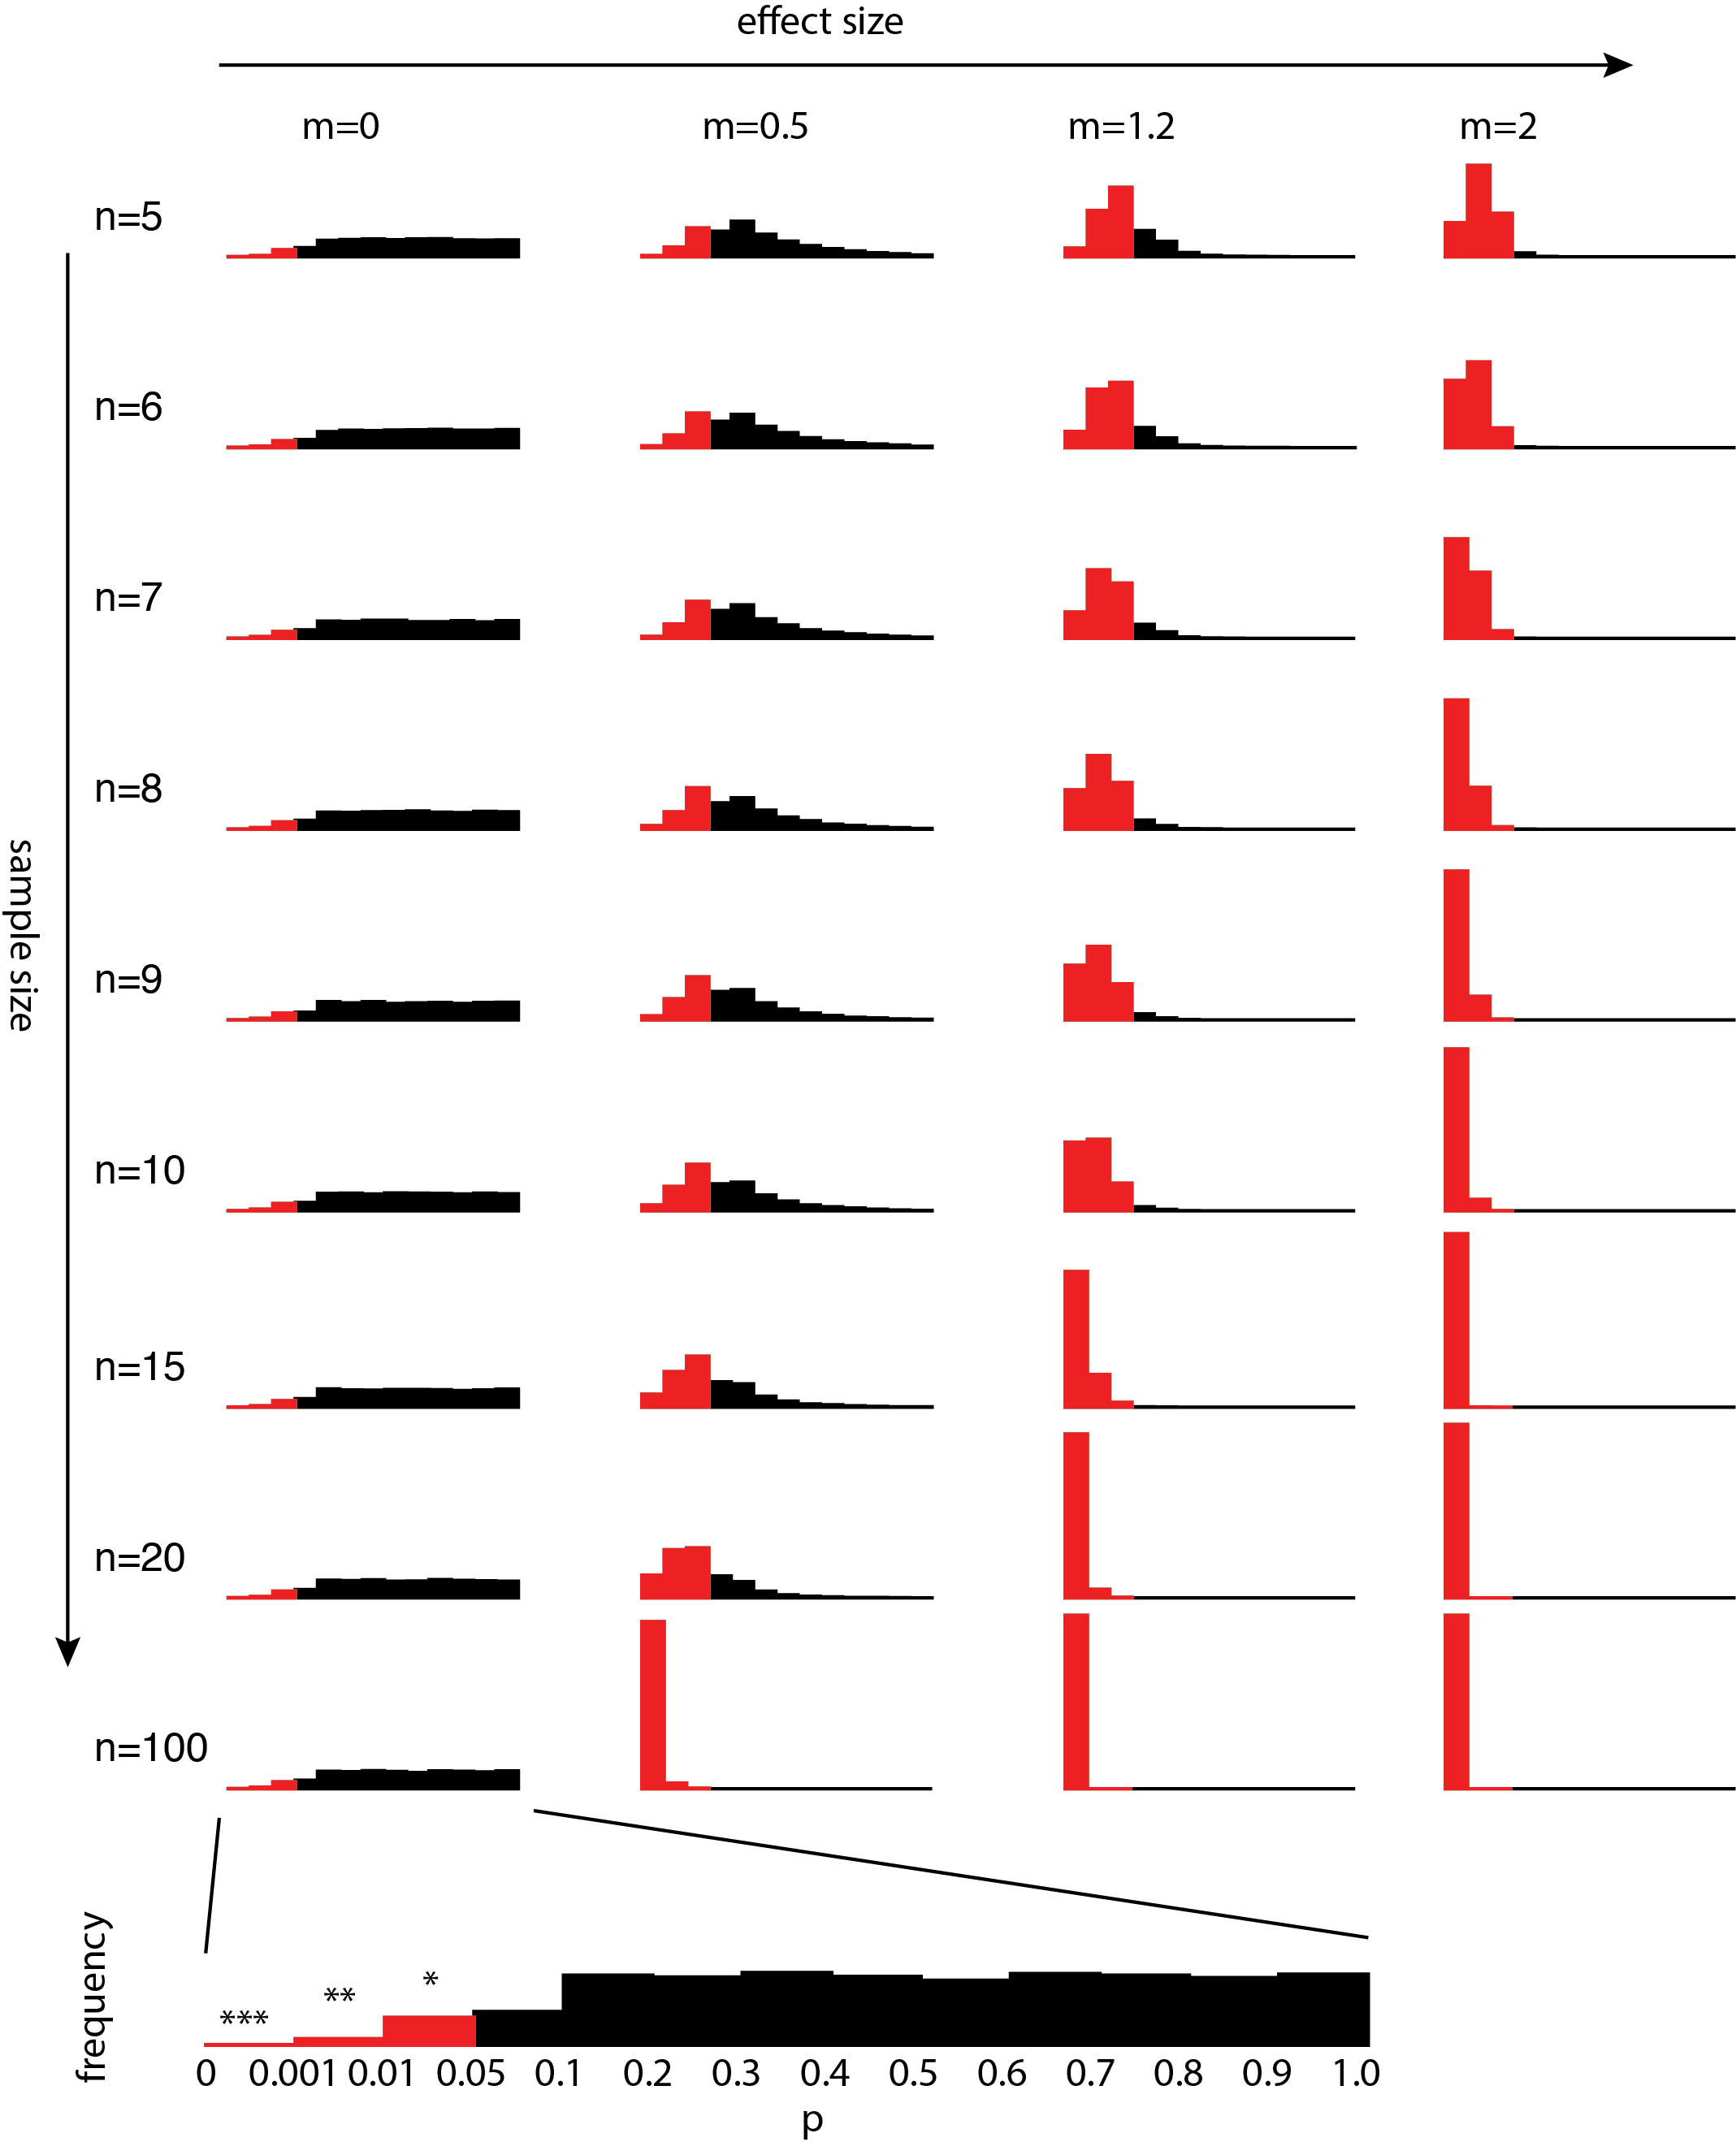 effect size
m=0 m=0.5 m=1.2 m=2
n=5
n=6
n=7
n=8
n=9
n=10
n=15
n=20
n=100
sample size
frequency
*** ** *
0 0.001 0.01 0.05 0.1 0.2 0.3 0.4 0.5 0.6 0.7 0.8 0.9 1.0
p